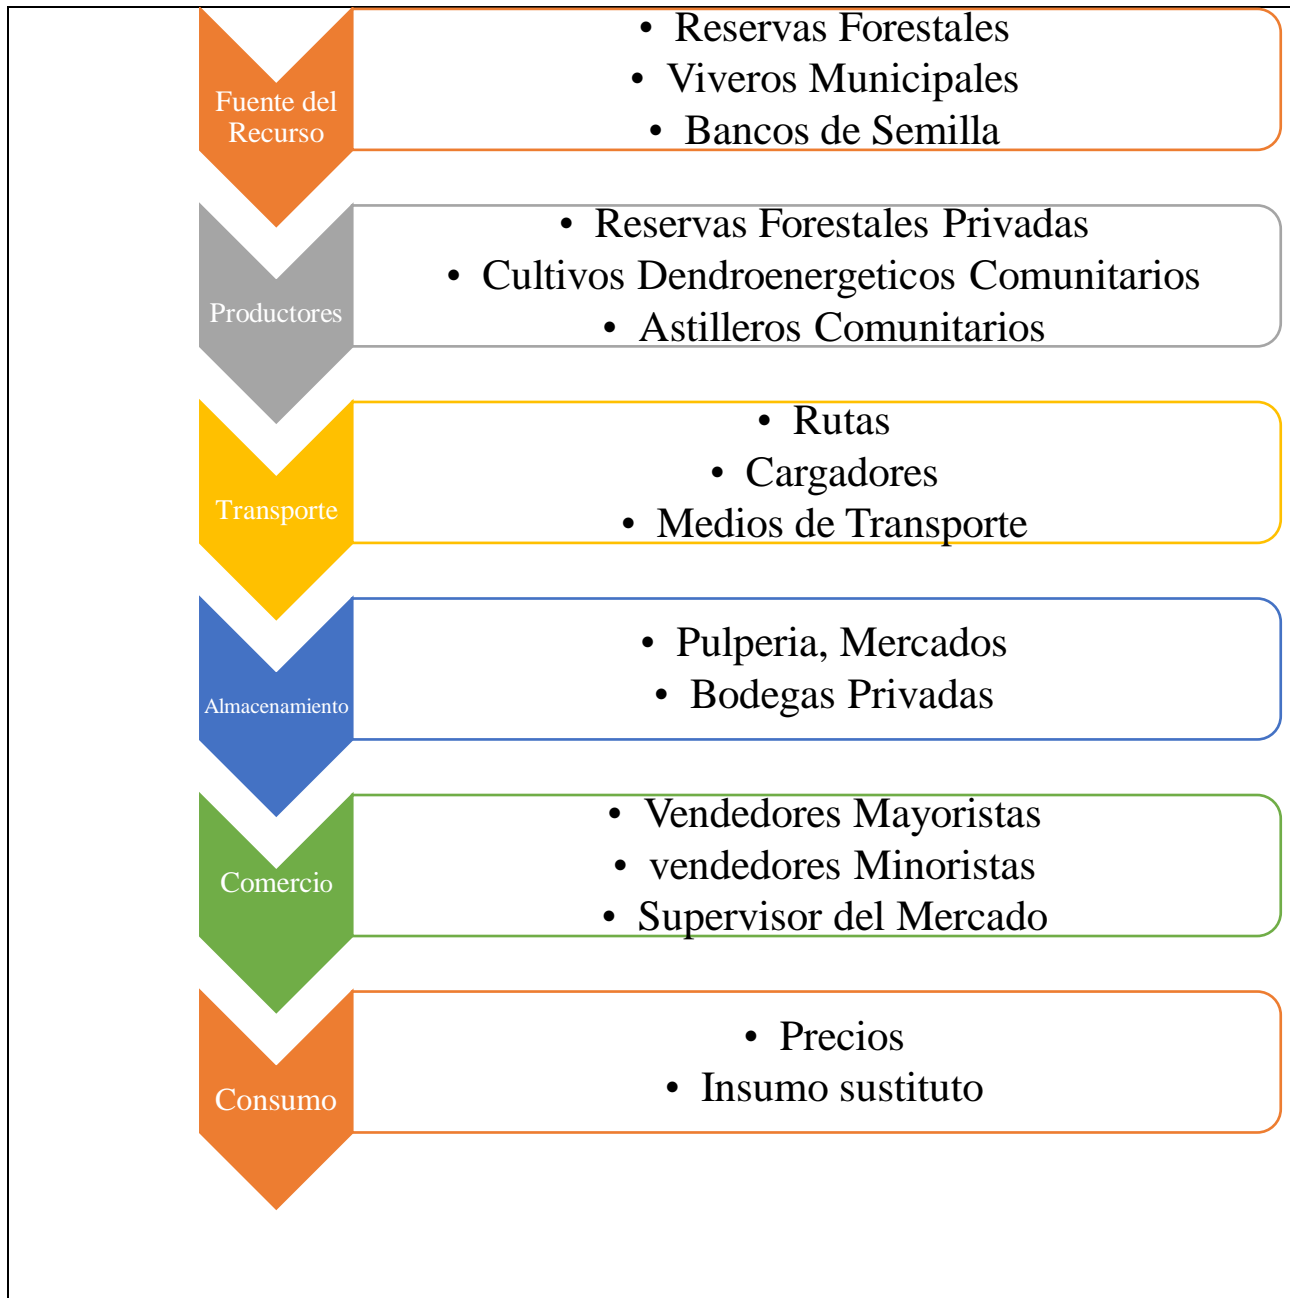 Fuente del
Recurso
• Reservas Forestales
• Viveros Municipales
• Bancos de Semilla
Productores
• Reservas Forestales Privadas
• Cultivos Dendroenergeticos Comunitarios
• Astilleros Comunitarios
Transporte
• Rutas
• Cargadores
• Medios de Transporte
Almacenamiento
• Pulperia, Mercados
• Bodegas Privadas
Comercio
• Vendedores Mayoristas
• vendedores Minoristas
• Supervisor del Mercado
Consumo
• Precios
• Insumo sustituto